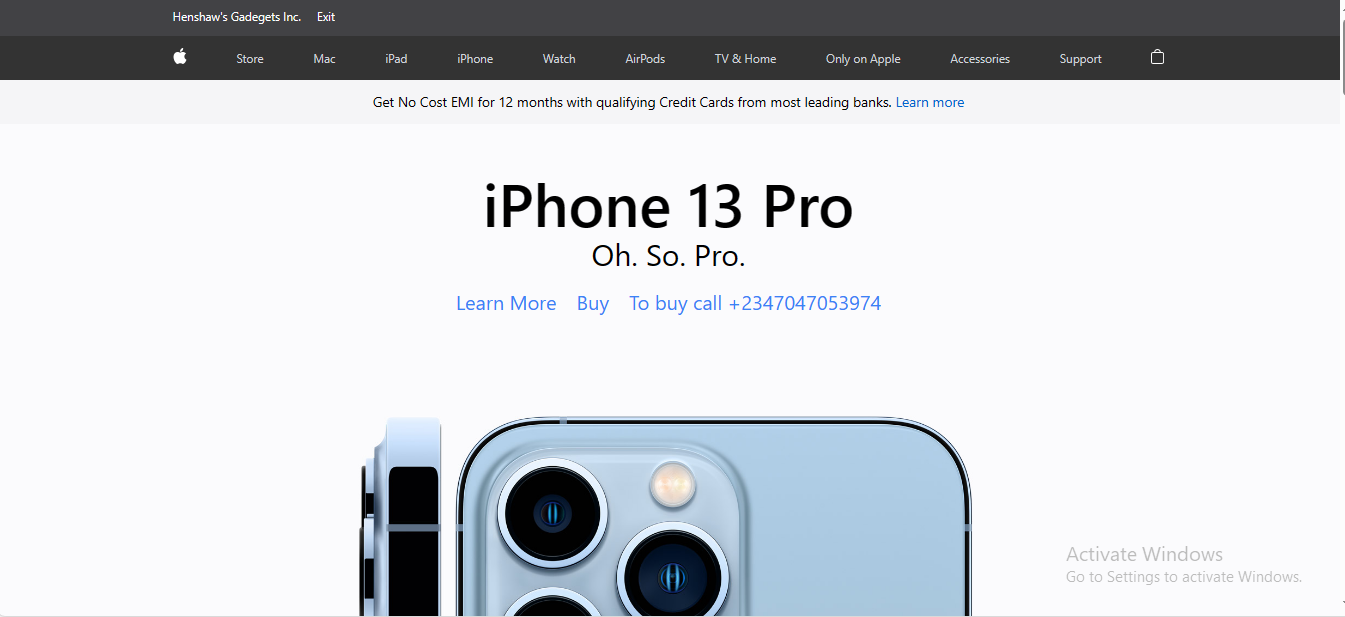 Henshaw's Gadegets Inc. Exit
Store Mac iPad iPhone Watch AirPods TV & Home Only on Apple Accessories Support
Get No Cost EMI for 12 months with qualifying Credit Cards from most leading banks. Learn more
iPhone 13 Pro
Oh. So. Pro.
Learn More Buy To buy call +2347047053974
Activate Windows
Go to Settings to activate Windows.